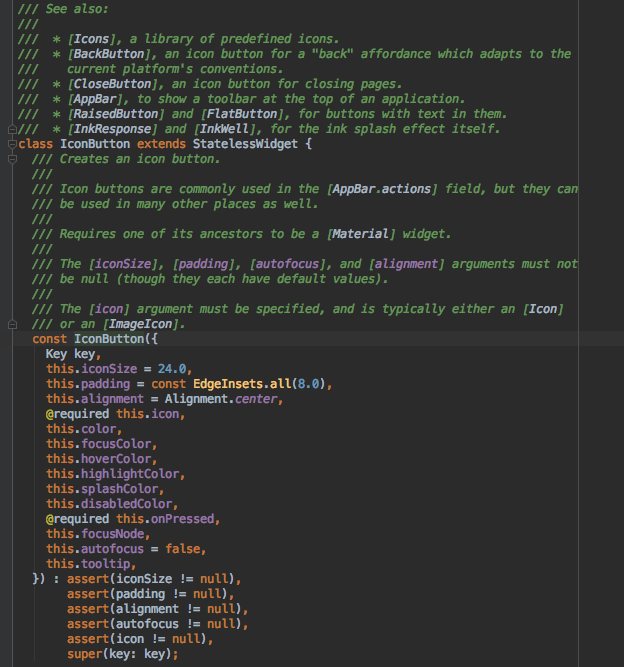 /// See also:
///
///  * [Icons], a library of predefined icons.
///  * [BackButton], an icon button for a "back" affordance which adapts to the
///    current platform's conventions.
///  * [CloseButton], an icon button for closing pages.
///  * [AppBar], to show a toolbar at the top of an application.
///  * [RaisedButton] and [FlatButton], for buttons with text in them.
///  * [InkResponse] and [InkWell], for the ink splash effect itself.
class IconButton extends StatelessWidget {
  /// Creates an icon button.
  ///
  /// Icon buttons are commonly used in the [AppBar.actions] field, but they can
  /// be used in many other places as well.
  ///
  /// Requires one of its ancestors to be a [Material] widget.
  ///
  /// The [iconSize], [padding], [autofocus], and [alignment] arguments must not
  /// be null (though they each have default values).
  ///
  /// The [icon] argument must be specified, and is typically either an [Icon]
  /// or an [ImageIcon].
  const IconButton({
    Key key,
    this.iconSize = 24.0,
    this.padding = const EdgeInsets.all(8.0),
    this.alignment = Alignment.center,
    @required this.icon,
    this.color,
    this.focusColor,
    this.hoverColor,
    this.highlightColor,
    this.splashColor,
    this.disabledColor,
    @required this.onPressed,
    this.focusNode,
    this.autofocus = false,
    this.tooltip,
  }) : assert(iconSize != null),
       assert(padding != null),
       assert(alignment != null),
       assert(autofocus != null),
       assert(icon != null),
       super(key: key);